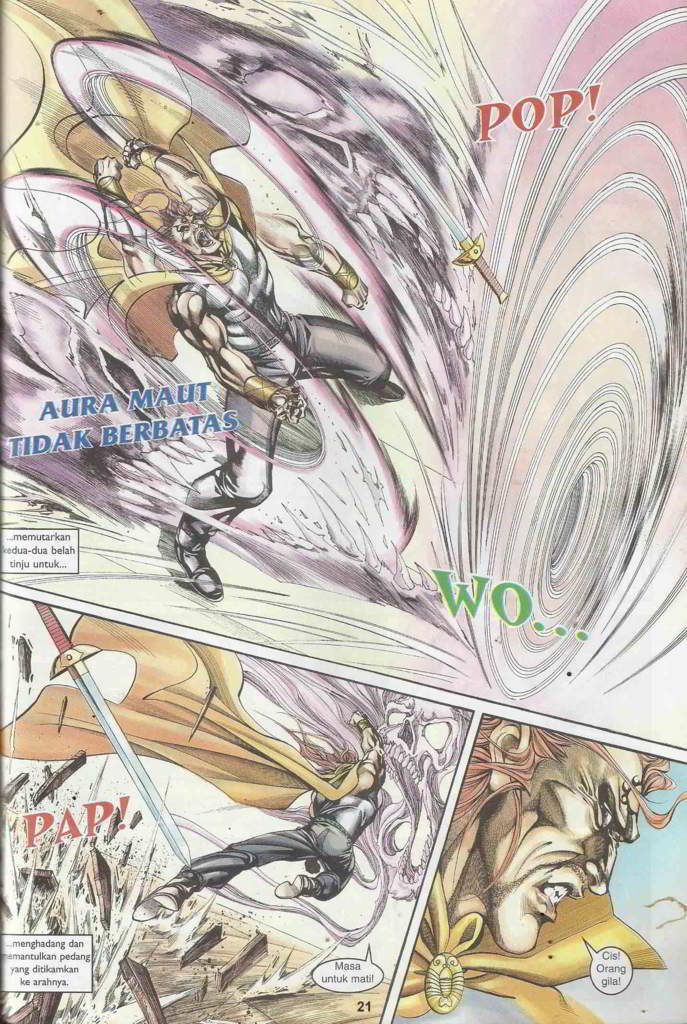 POP!
AURA MAUT
TIDAK BERBATAS
...memutarkan
kedua-dua belah
tinju untuk...
WO...
PAP!
...menghadang dan
memantulkan pedang
yang ditikamkan
ke arahnya.
Masa
untuk mati!
Cis!
Orang
gila!
21